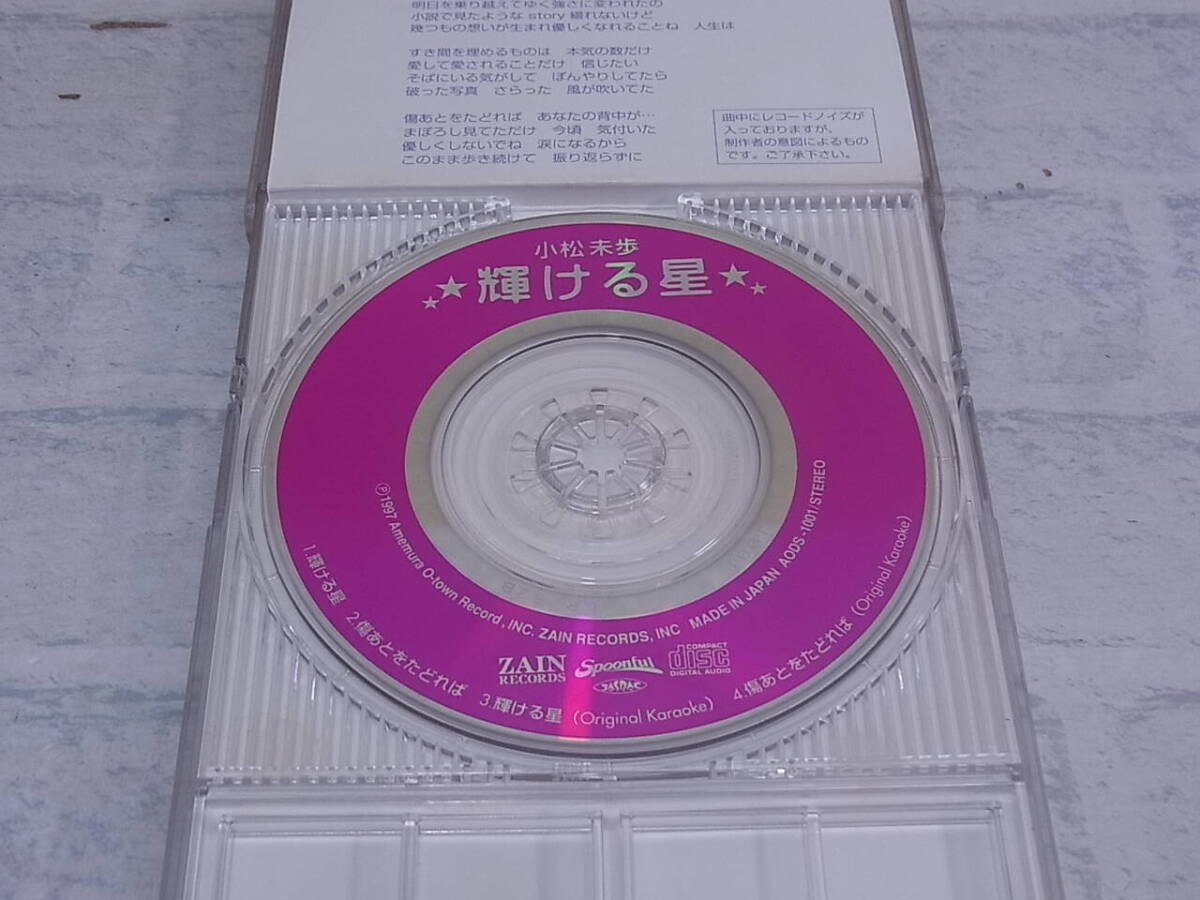 明日を乗り越えてゆく強さに変われたの
小説で見たような story 綴れないけど
幾つもの想いが生まれ優しくなれることね　人生は
すき間を埋めるものは　本気の数だけ
愛して愛されることだけ　信じたい
そばにいる気がして　ぼんやりしてたら
破った写真　さらった　風が吹いてた
傷あとをたどれば　あなたの背中が…
まぼろし見てただけ　今頃　気付いた
優しくしないでね　涙になるから
このまま歩き続けて　振り返らずに
曲中にレコードノイズが
入っておりますが、
制作者の意図によるもの
です。ご了承下さい。
小松未歩
★★輝ける星★★
Ⓟ1997 Amemura O-town Record, INC. ZAIN RECORDS, INC MADE IN JAPAN AODS-1001/STEREO
ZAIN
RECORDS
Spoonful
JASRAC
COMPACT
disc
DIGITAL AUDIO
1.輝ける星 2.傷あとをたどれば 3.輝ける星 (Original Karaoke) 4.傷あとをたどれば (Original Karaoke)